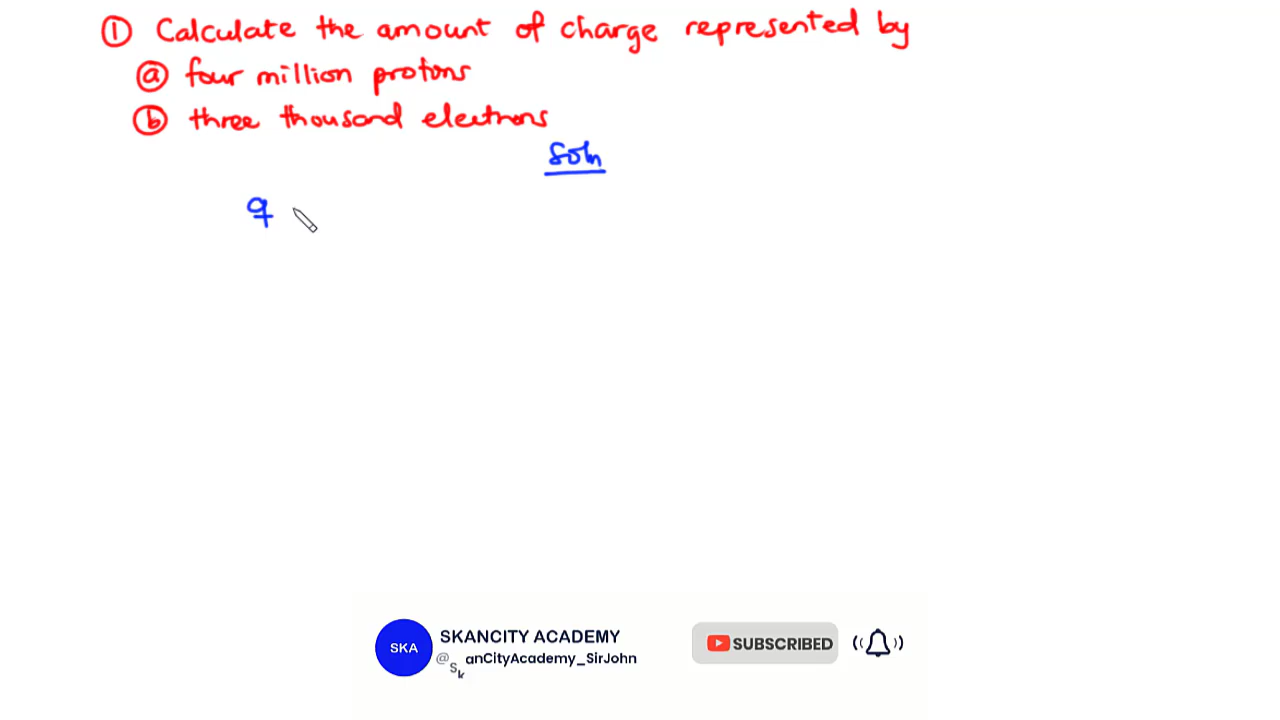 ① Calculate the amount of charge represented by
ⓐ four million protons
ⓑ three thousand electrons
Soln
q
SKA
SKANCITY ACADEMY
@SkanCityAcademy_SirJohn
SUBSCRIBED